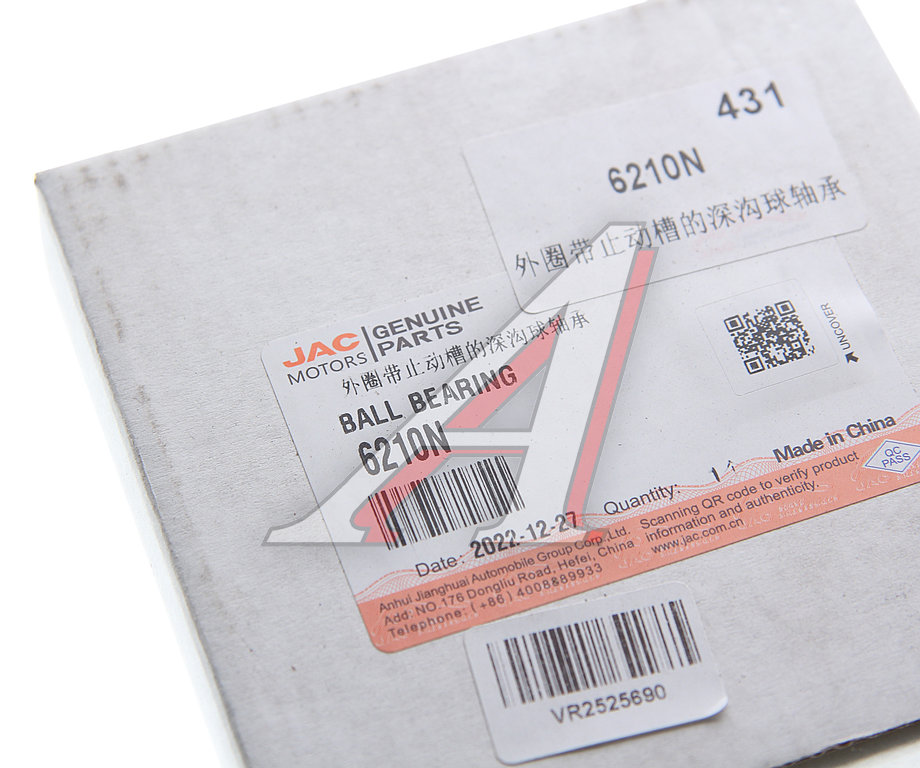 431
6210N
外圈带止动槽的深沟球轴承
JAC
MOTORS
GENUINE
PARTS
外圈带止动槽的深沟球轴承
BALL BEARING
6210N
UNCOVER
Quantity: 1个
Made in China
Date: 2022-12-27
QC
PASS
Anhui Jianghuai Automobile Group Corp.,Ltd.
Add: NO.176 Dongliu Road, Hefei, China
Telephone: (+86) 4008889933
Scanning QR code to verify product
information and authenticity.
www.jac.com.cn
VR2525690